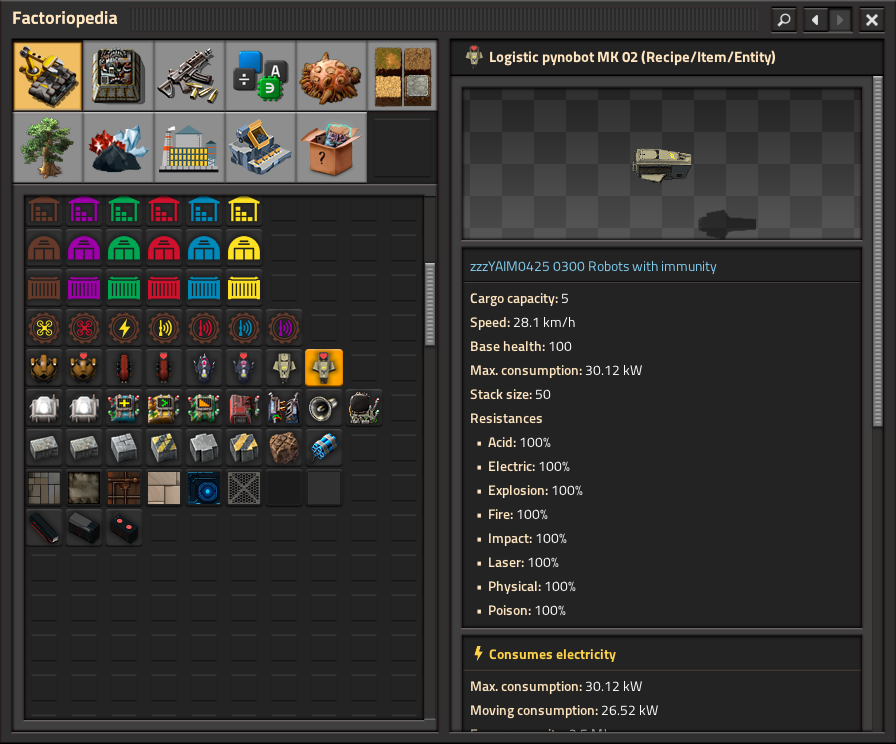 Factoriopedia
A
?
Logistic pynobot MK 02 (Recipe/Item/Entity)
zzzYAIM0425 0300 Robots with immunity
Cargo capacity: 5
Speed: 28.1 km/h
Base health: 100
Max. consumption: 30.12 kW
Stack size: 50
Resistances
▪ Acid: 100%
▪ Electric: 100%
▪ Explosion: 100%
▪ Fire: 100%
▪ Impact: 100%
▪ Laser: 100%
▪ Physical: 100%
▪ Poison: 100%
Consumes electricity
Max. consumption: 30.12 kW
Moving consumption: 26.52 kW